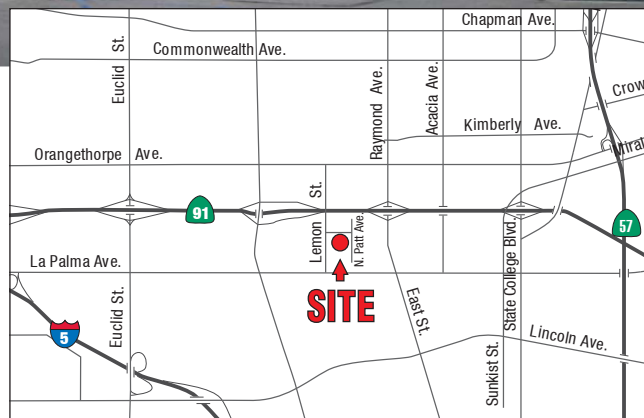 Chapman Ave.
Commonwealth Ave.
Euclid St.
Raymond Ave.
Acacia Ave.
Crow
Kimberly Ave.
Orangethorpe Ave.
Miral
Lemon St.
91
N. Patt Ave.
57
State College Blvd.
La Palma Ave.
SITE
Euclid St.
East St.
5
Lincoln Ave.
Sunkist St.